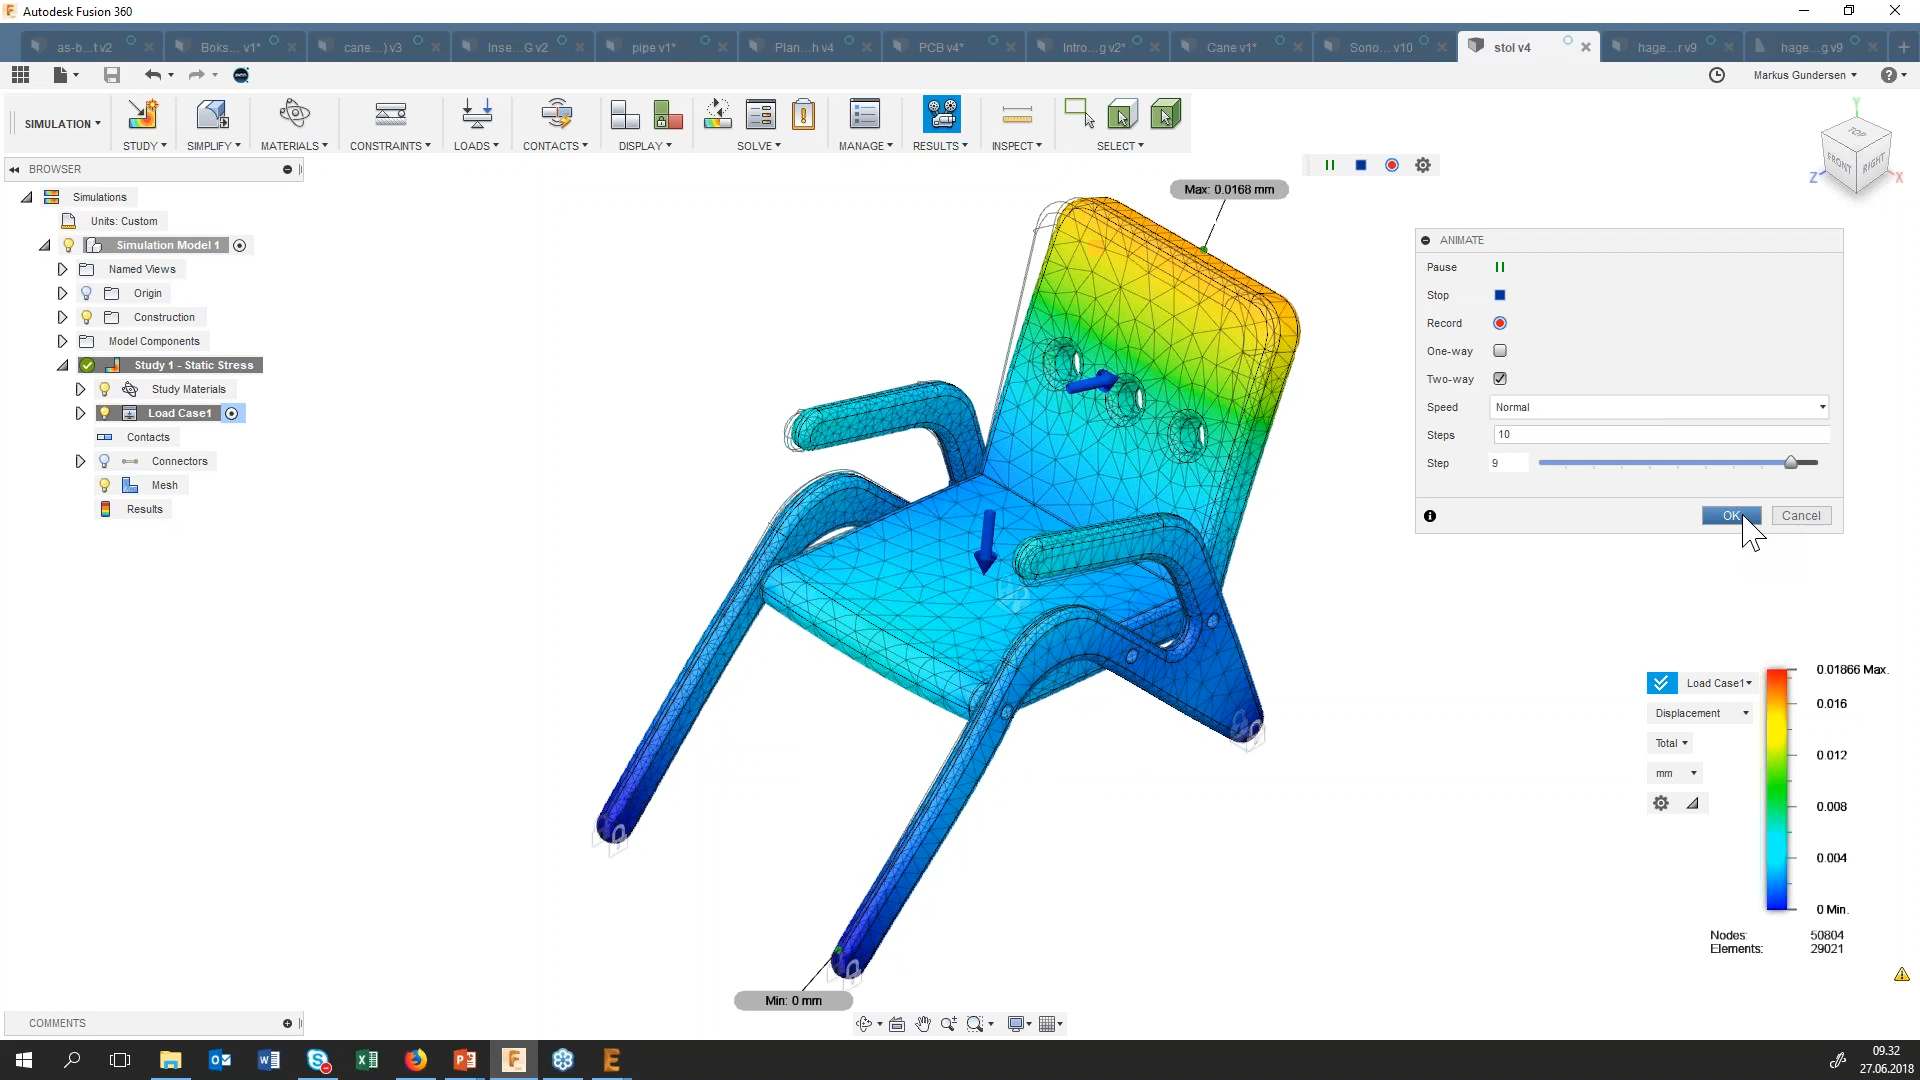 Autodesk Fusion 360
as-b...t v2
Boks... v1*
cane...) v3
Inse...G v2
pipe v1*
Plan...h v4
PCB v4*
Intro...g v2*
Cane v1*
Sono... v10
stol v4
hage...r v9
hage...g v9
Markus Gundersen
SIMULATION
STUDY
SIMPLIFY
MATERIALS
CONSTRAINTS
LOADS
CONTACTS
DISPLAY
SOLVE
MANAGE
RESULTS
INSPECT
SELECT
TOP
FRONT
RIGHT
Y
Z
X
BROWSER
Simulations
Units: Custom
Simulation Model 1
Named Views
Origin
Construction
Model Components
Study 1 - Static Stress
Study Materials
Load Case1
Contacts
Connectors
Mesh
Results
Max: 0.0168 mm
Min: 0 mm
ANIMATE
Pause
Stop
Record
One-way
Two-way
Speed Normal
Steps 10
Step 9
OK Cancel
Load Case1
Displacement
Total
mm
0.01866 Max.
0.016
0.012
0.008
0.004
0 Min.
Nodes: 50804
Elements: 29021
COMMENTS
09.32
27.06.2018